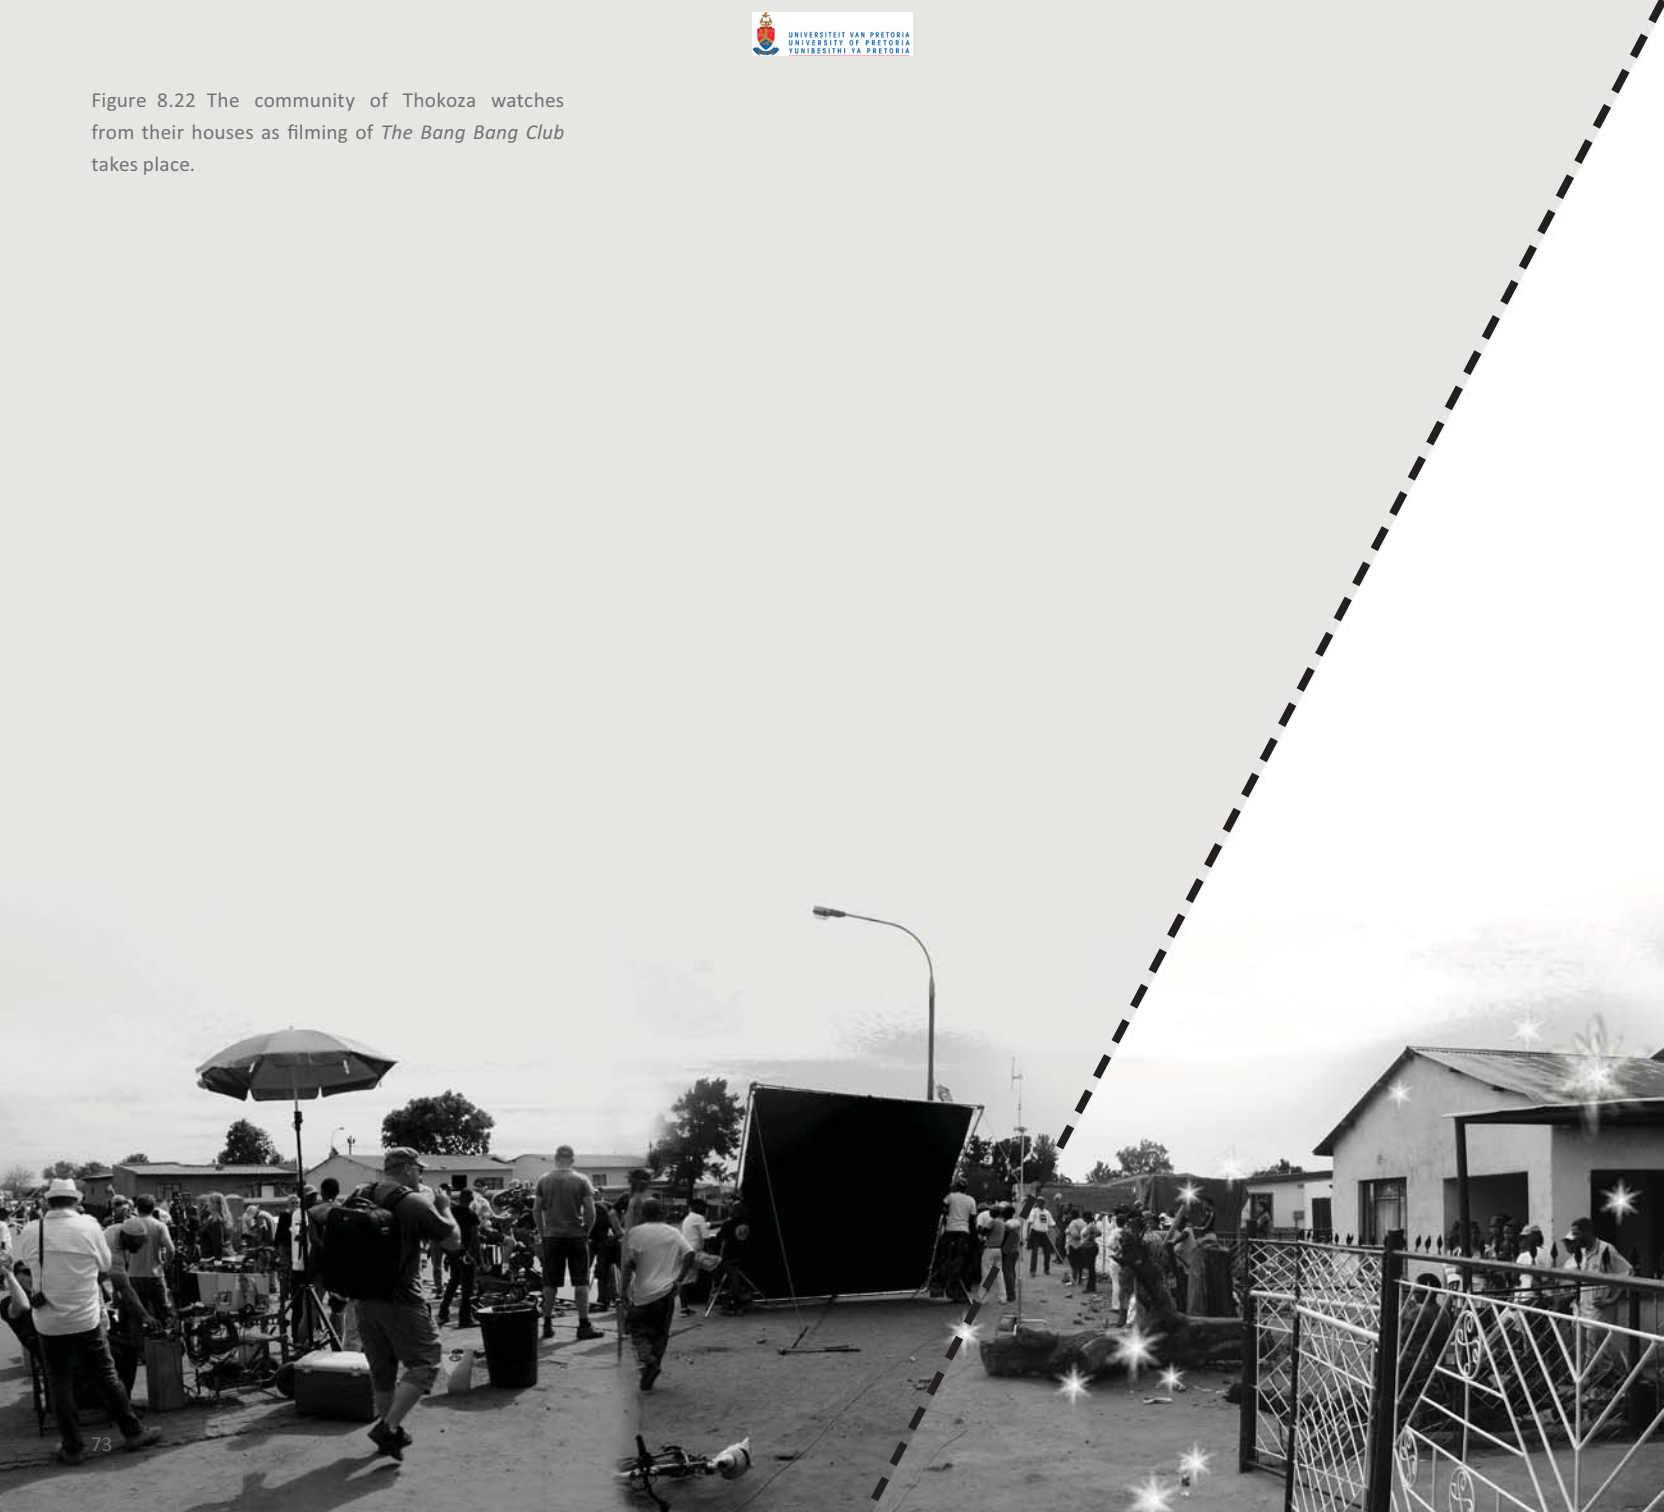 UNIVERSITEIT VAN PRETORIA
UNIVERSITY OF PRETORIA
YUNIBESITHI YA PRETORIA
Figure 8.22 The community of Thokoza watches
from their houses as filming of The Bang Bang Club
takes place.
73